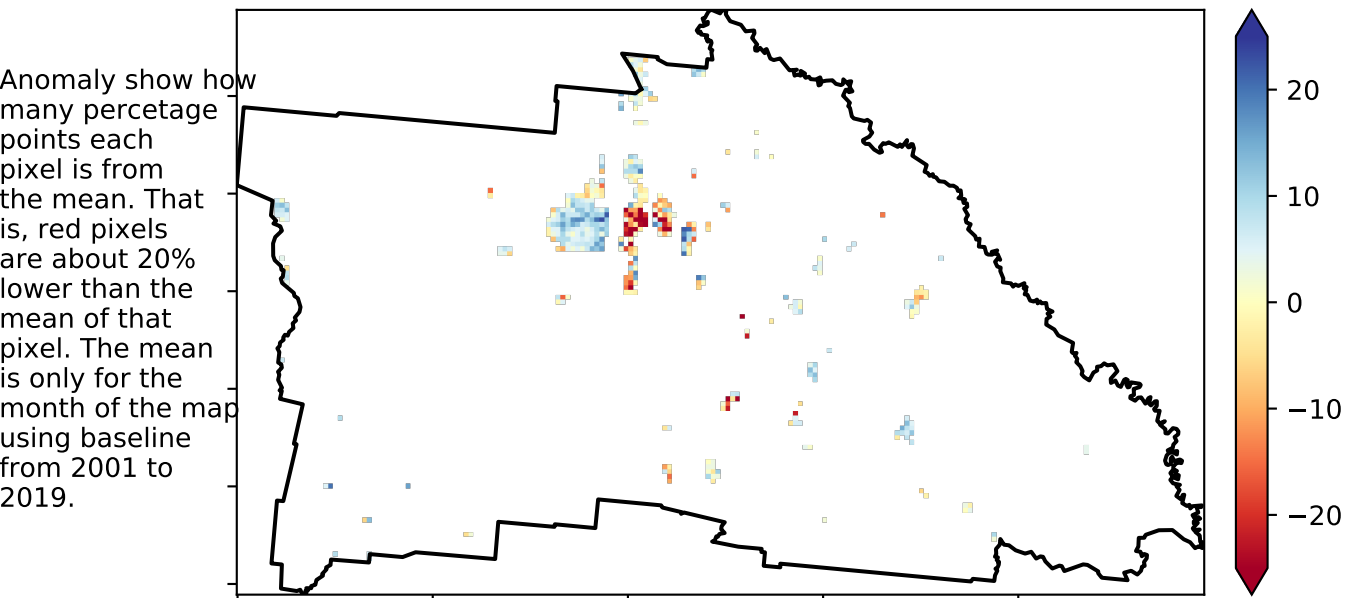 Anomaly show how
many percetage
points each
pixel is from
the mean. That
is, red pixels
are about 20%
lower than the
mean of that
pixel. The mean
is only for the
month of the map
using baseline
from 2001 to
2019.
20
10
0
−10
−20